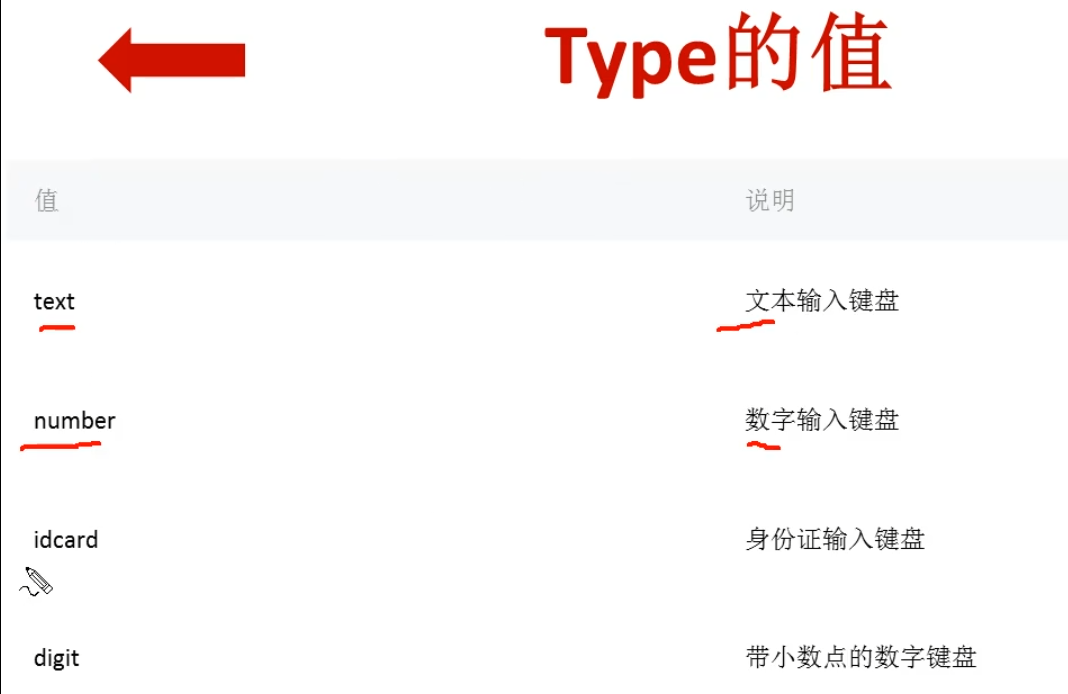 Type的值
值 说明
text 文本输入键盘
number 数字输入键盘
idcard 身份证输入键盘
digit 带小数点的数字键盘